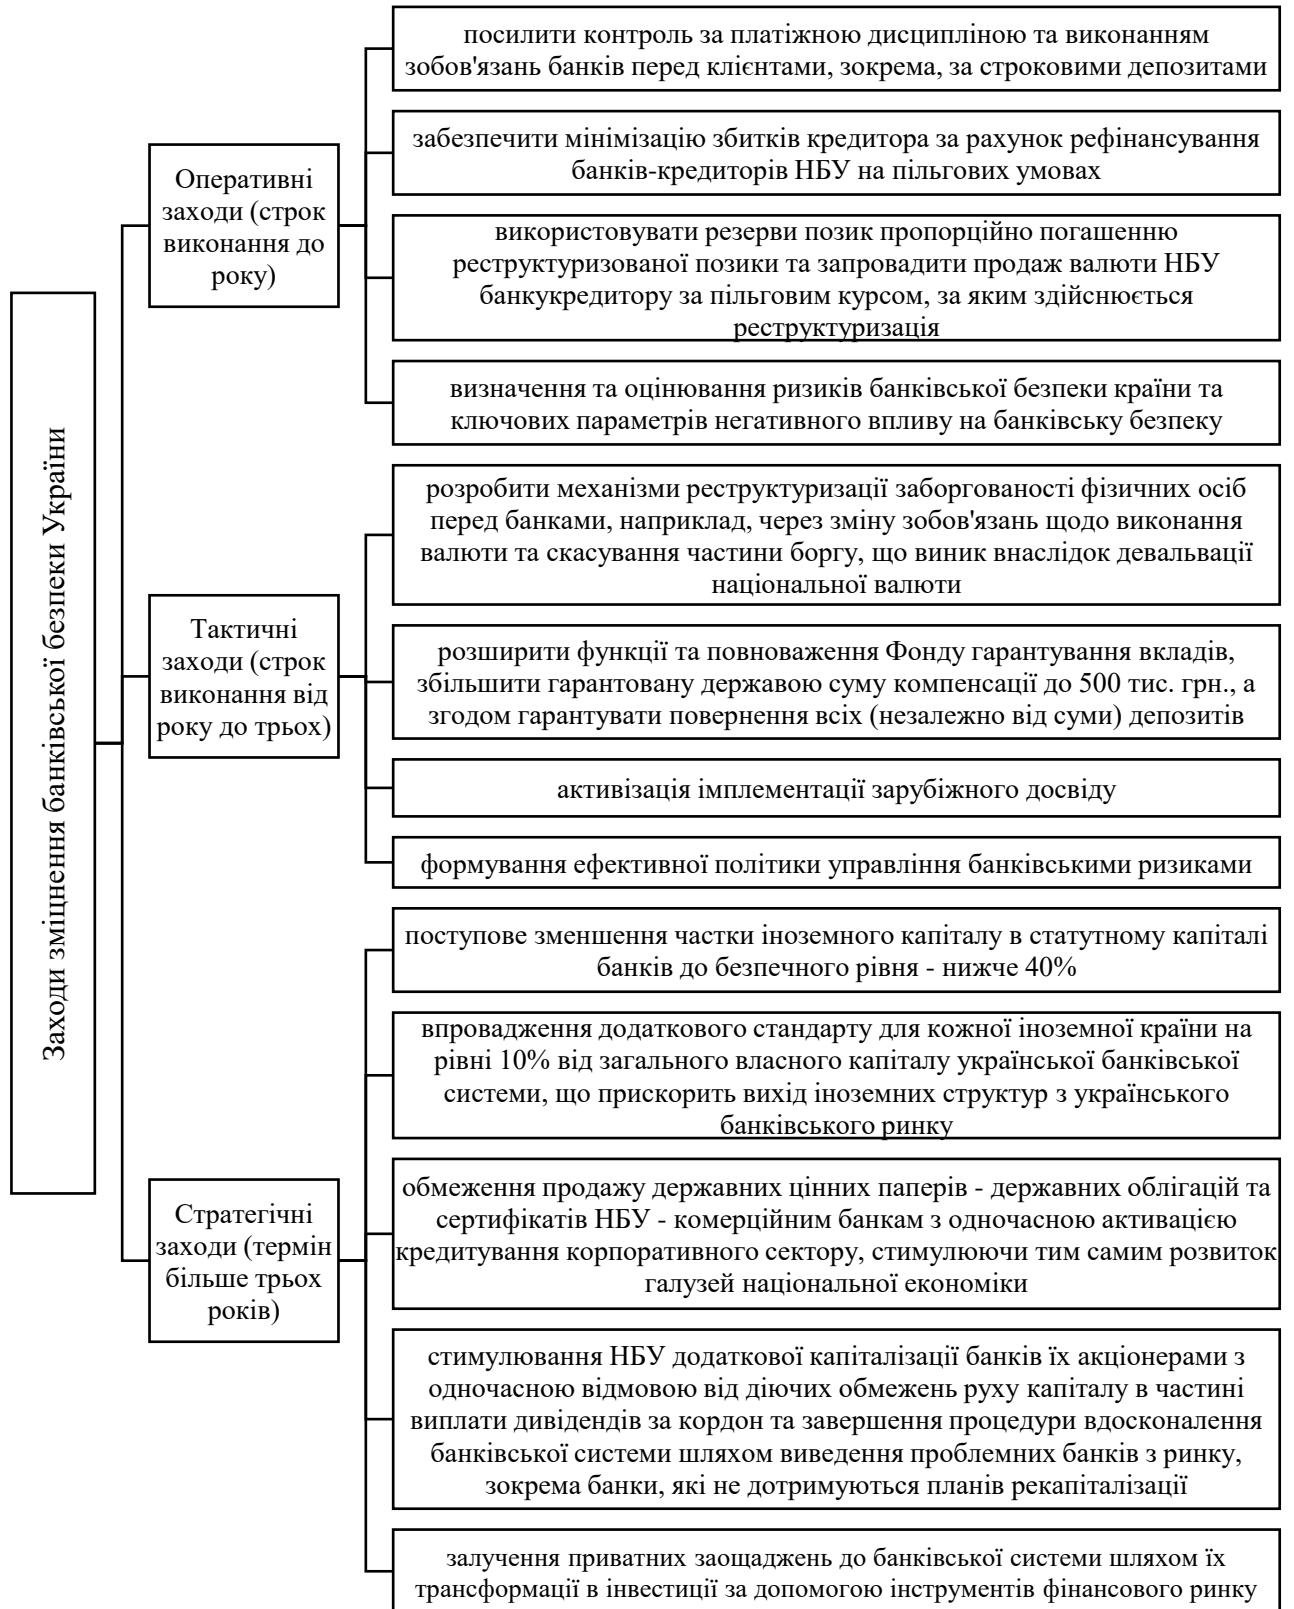 Заходи зміцнення банківської безпеки України
Оперативні
заходи (строк
виконання до
року)
посилити контроль за платіжною дисципліною та виконанням
зобов'язань банків перед клієнтами, зокрема, за строковими депозитами
забезпечити мінімізацію збитків кредитора за рахунок рефінансування
банків-кредиторів НБУ на пільгових умовах
використовувати резерви позик пропорційно погашенню
реструктуризованої позики та запровадити продаж валюти НБУ
банкукредитору за пільговим курсом, за яким здійснюється
реструктуризація
визначення та оцінювання ризиків банківської безпеки країни та
ключових параметрів негативного впливу на банківську безпеку
Тактичні
заходи (строк
виконання від
року до трьох)
розробити механізми реструктуризації заборгованості фізичних осіб
перед банками, наприклад, через зміну зобов'язань щодо виконання
валюти та скасування частини боргу, що виник внаслідок девальвації
національної валюти
розширити функції та повноваження Фонду гарантування вкладів,
збільшити гарантовану державою суму компенсації до 500 тис. грн., а
згодом гарантувати повернення всіх (незалежно від суми) депозитів
активізація імплементації зарубіжного досвіду
формування ефективної політики управління банківськими ризиками
Стратегічні
заходи (термін
більше трьох
років)
поступове зменшення частки іноземного капіталу в статутному капіталі
банків до безпечного рівня - нижче 40%
впровадження додаткового стандарту для кожної іноземної країни на
рівні 10% від загального власного капіталу української банківської
системи, що прискорить вихід іноземних структур з українського
банківського ринку
обмеження продажу державних цінних паперів - державних облігацій та
сертифікатів НБУ - комерційним банкам з одночасною активацією
кредитування корпоративного сектору, стимулюючи тим самим розвиток
галузей національної економіки
стимулювання НБУ додаткової капіталізації банків їх акціонерами з
одночасною відмовою від діючих обмежень руху капіталу в частині
виплати дивідендів за кордон та завершення процедури вдосконалення
банківської системи шляхом виведення проблемних банків з ринку,
зокрема банки, які не дотримуються планів рекапіталізації
залучення приватних заощаджень до банківської системи шляхом їх
трансформації в інвестиції за допомогою інструментів фінансового ринку